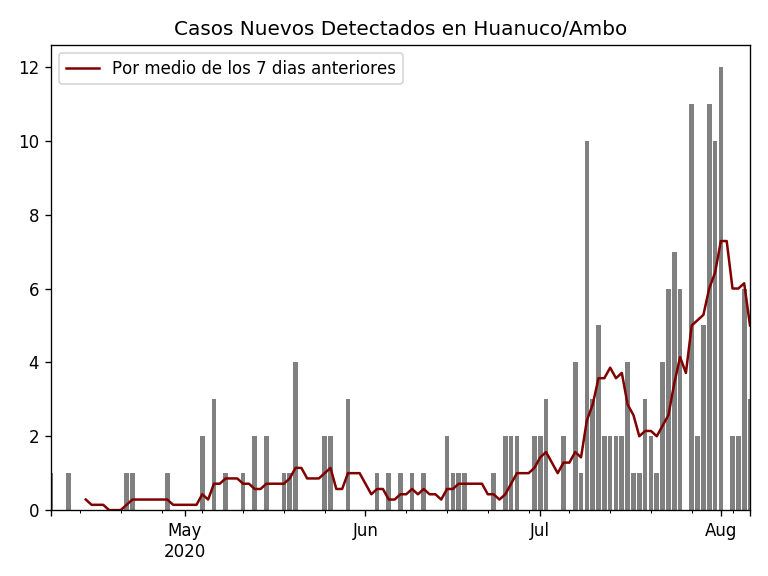 Casos Nuevos Detectados en Huanuco/Ambo
Por medio de los 7 dias anteriores
12
10
8
6
4
2
0
May
2020
Jun
Jul
Aug